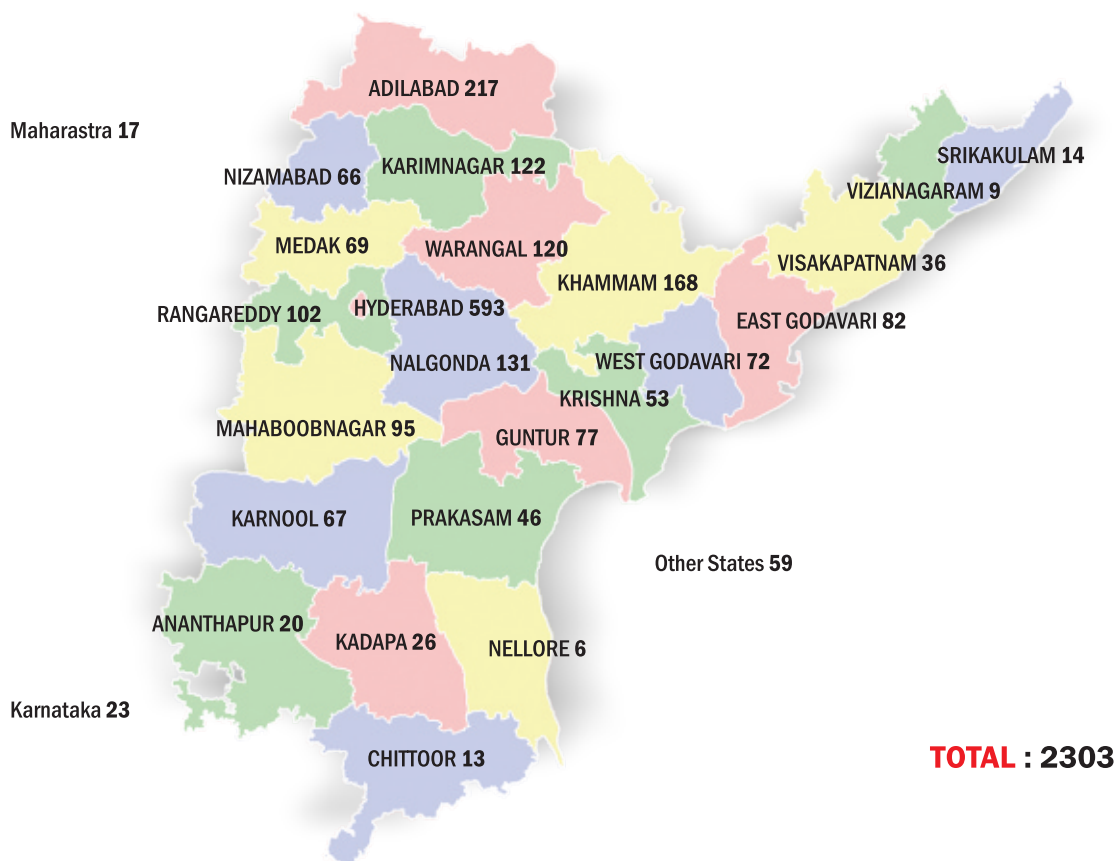 ADILABAD 217
Maharastra 17
SRIKAKULAM 14
KARIMNAGAR 122
NIZAMABAD 66
VIZIANAGARAM 9
MEDAK 69
WARANGAL 120
VISAKAPATNAM 36
KHAMMAM 168
HYDERABAD 593
RANGAREDDY 102
EAST GODAVARI 82
NALGONDA 131
WEST GODAVARI 72
KRISHNA 53
MAHABOOBNAGAR 95
GUNTUR 77
KARNOOL 67
PRAKASAM 46
Other States 59
ANANTHAPUR 20
KADAPA 26
NELLORE 6
Karnataka 23
CHITTOOR 13
TOTAL : 2303